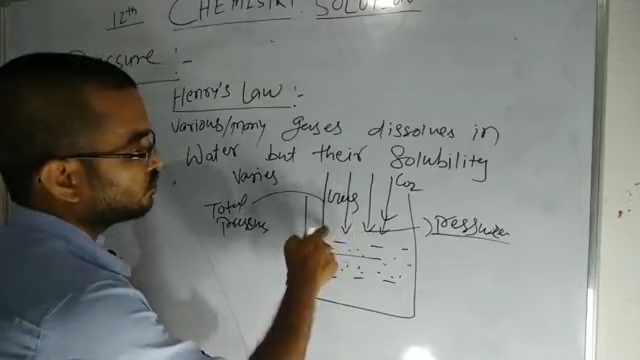 12th CHEMISTRY SOLUTION
Pressure :-
Henry's Law :-
Various/many gases dissolves in
Water but their Solubility
Varies
CO2
Total
Pressure
Pressure